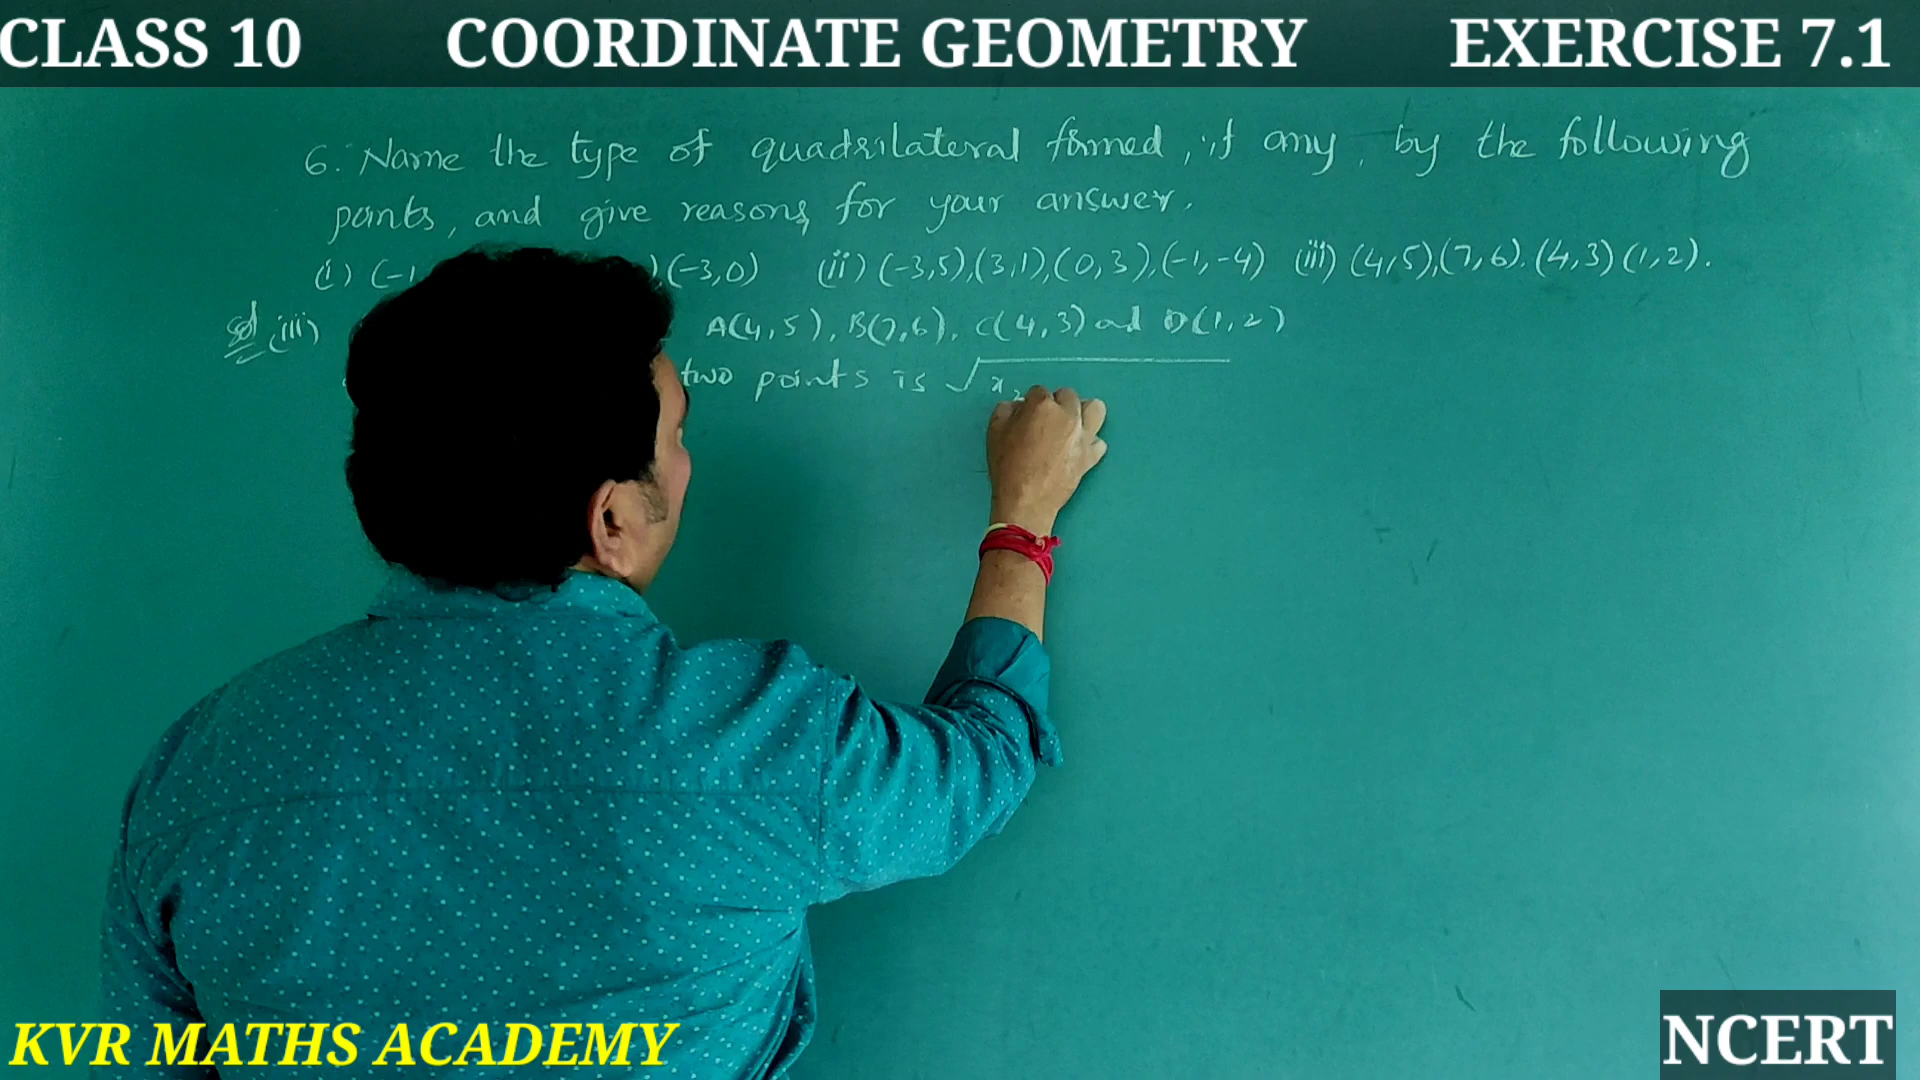 CLASS 10 COORDINATE GEOMETRY EXERCISE 7.1
6. Name the type of quadrilateral formed, if any, by the following
points, and give reasons for your answer.
(i) (-1, ) (-3,0) (ii) (-3,5),(3,1),(0,3),(-1,-4) (iii) (4,5),(7,6).(4,3)(1,2).
Sol (iii) A(4,5), B(7,6), C(4,3) and D(1,2)
two points is √x₂
KVR MATHS ACADEMY
NCERT